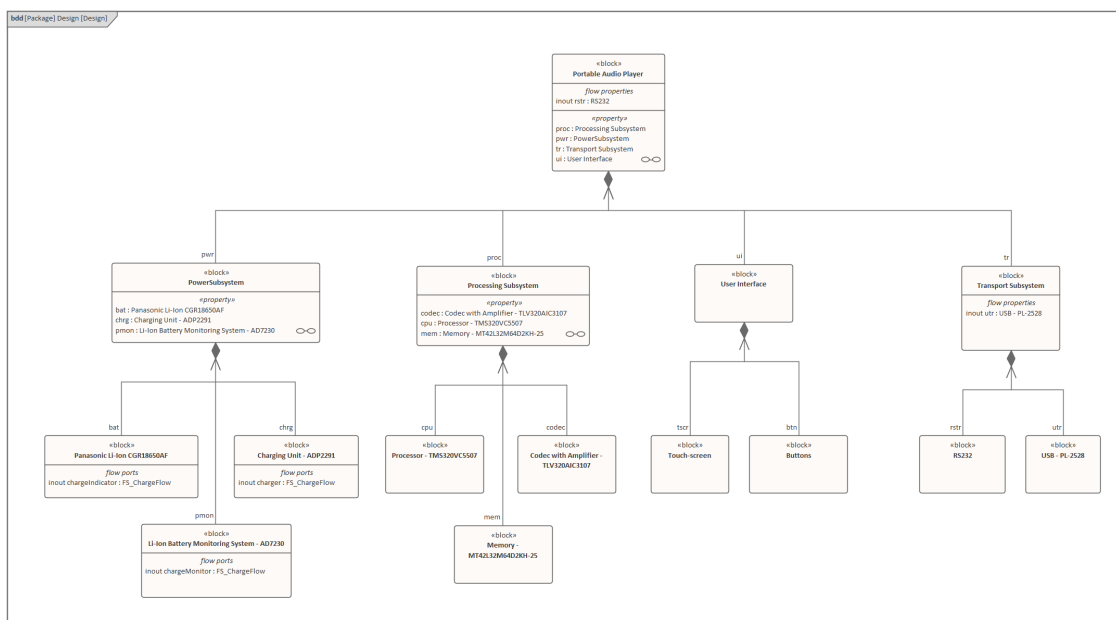 bdd [Package] Design [Design]
«block»
Portable Audio Player
flow properties
inout rstr : RS232
«property»
proc : Processing Subsystem
pwr : PowerSubsystem
tr : Transport Subsystem
ui : User Interface
pwr
proc
ui
tr
«block»
PowerSubsystem
«property»
bat : Panasonic Li-Ion CGR18650AF
chrg : Charging Unit - ADP2291
pmon : Li-Ion Battery Monitoring System - AD7230
«block»
Processing Subsystem
«property»
codec : Codec with Amplifier - TLV320AIC3107
cpu : Processor - TMS320VC5507
mem : Memory - MT42L32M64D2KH-25
«block»
User Interface
«block»
Transport Subsystem
flow properties
inout utr : USB - PL-2528
bat
chrg
cpu
codec
tscr
btn
rstr
utr
«block»
Panasonic Li-Ion CGR18650AF
flow ports
inout chargeIndicator : FS_ChargeFlow
«block»
Charging Unit - ADP2291
flow ports
inout charger : FS_ChargeFlow
«block»
Processor - TMS320VC5507
«block»
Codec with Amplifier -
TLV320AIC3107
«block»
Touch-screen
«block»
Buttons
«block»
RS232
«block»
USB - PL-2528
pmon
mem
«block»
Li-Ion Battery Monitoring System - AD7230
flow ports
inout chargeMonitor : FS_ChargeFlow
«block»
Memory -
MT42L32M64D2KH-25